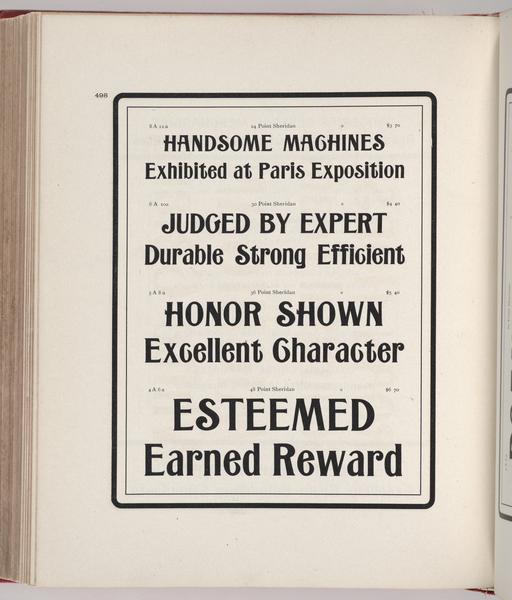 498
8 A 12 a 24 Point Sheridan $3 70
HANDSOME MACHINES
Exhibited at Paris Exposition
30 Point Sheridan $4 40
JUDGED BY EXPERT
Durable Strong Efficient
5 A 8 a 36 Point Sheridan $5 40
HONOR SHOWN
Excellent Character
4 A 6 a 48 Point Sheridan $6 70
ESTEEMED
Earned Reward